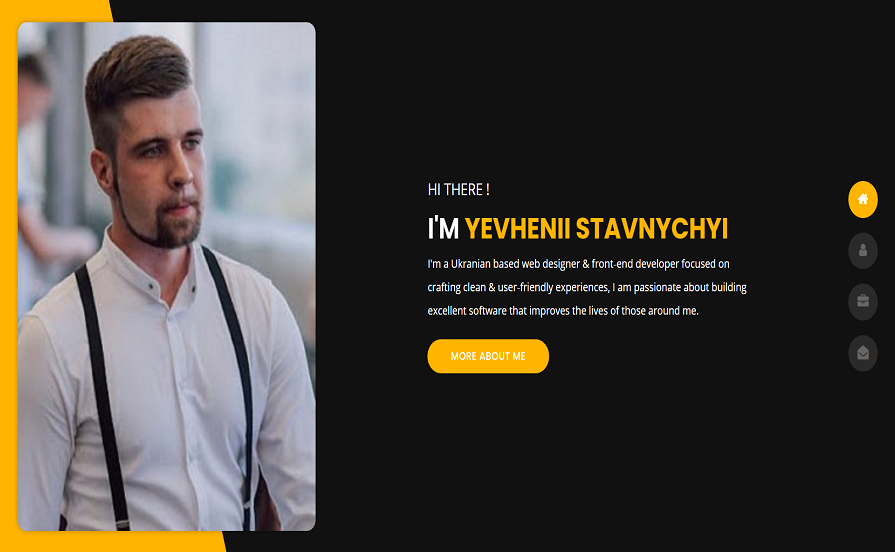 HI THERE !
I'M YEVHENII STAVNYCHYI
I'm a Ukranian based web designer & front-end developer focused on
crafting clean & user-friendly experiences, I am passionate about building
excellent software that improves the lives of those around me.
MORE ABOUT ME